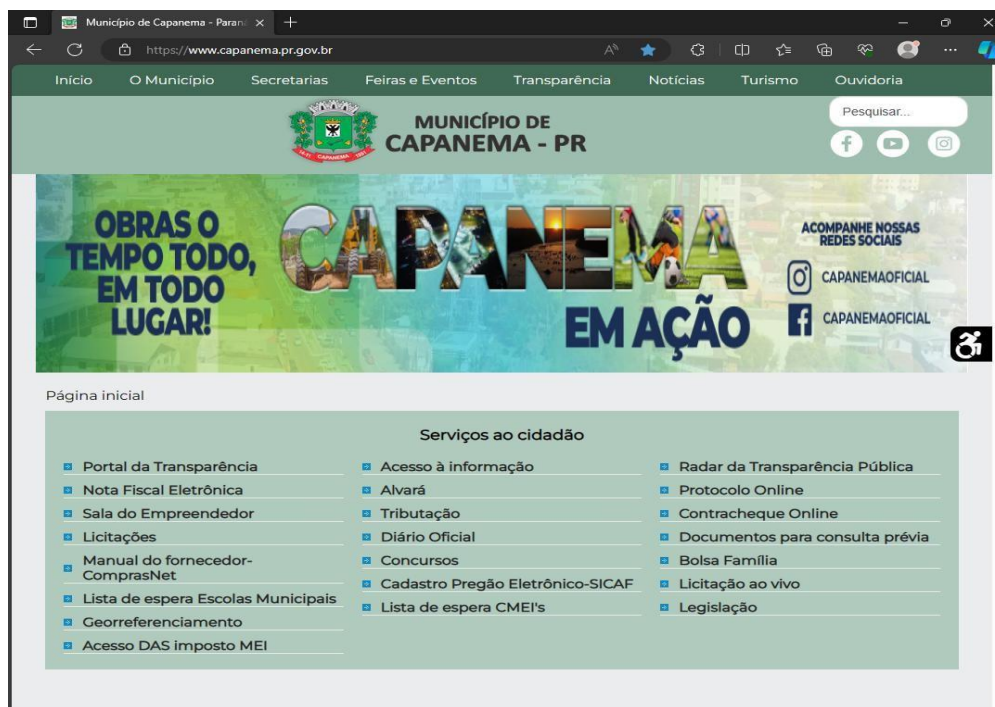 Município de Capanema - Paran
https://www.capanema.pr.gov.br
Início O Município Secretarias Feiras e Eventos Transparência Notícias Turismo Ouvidoria
MUNICÍPIO DE
CAPANEMA - PR
Pesquisar...
OBRAS O
TEMPO TODO,
EM TODO
LUGAR!
CAPANEMA
EM AÇÃO
ACOMPANHE NOSSAS
REDES SOCIAIS
CAPANEMAOFICIAL
CAPANEMAOFICIAL
Página inicial
Serviços ao cidadão
Portal da Transparência
Nota Fiscal Eletrônica
Sala do Empreendedor
Licitações
Manual do fornecedor-
ComprasNet
Lista de espera Escolas Municipais
Georreferenciamento
Acesso DAS imposto MEI
Acesso à informação
Alvará
Tributação
Diário Oficial
Concursos
Cadastro Pregão Eletrônico-SICAF
Lista de espera CMEI's
Radar da Transparência Pública
Protocolo Online
Contracheque Online
Documentos para consulta prévia
Bolsa Família
Licitação ao vivo
Legislação